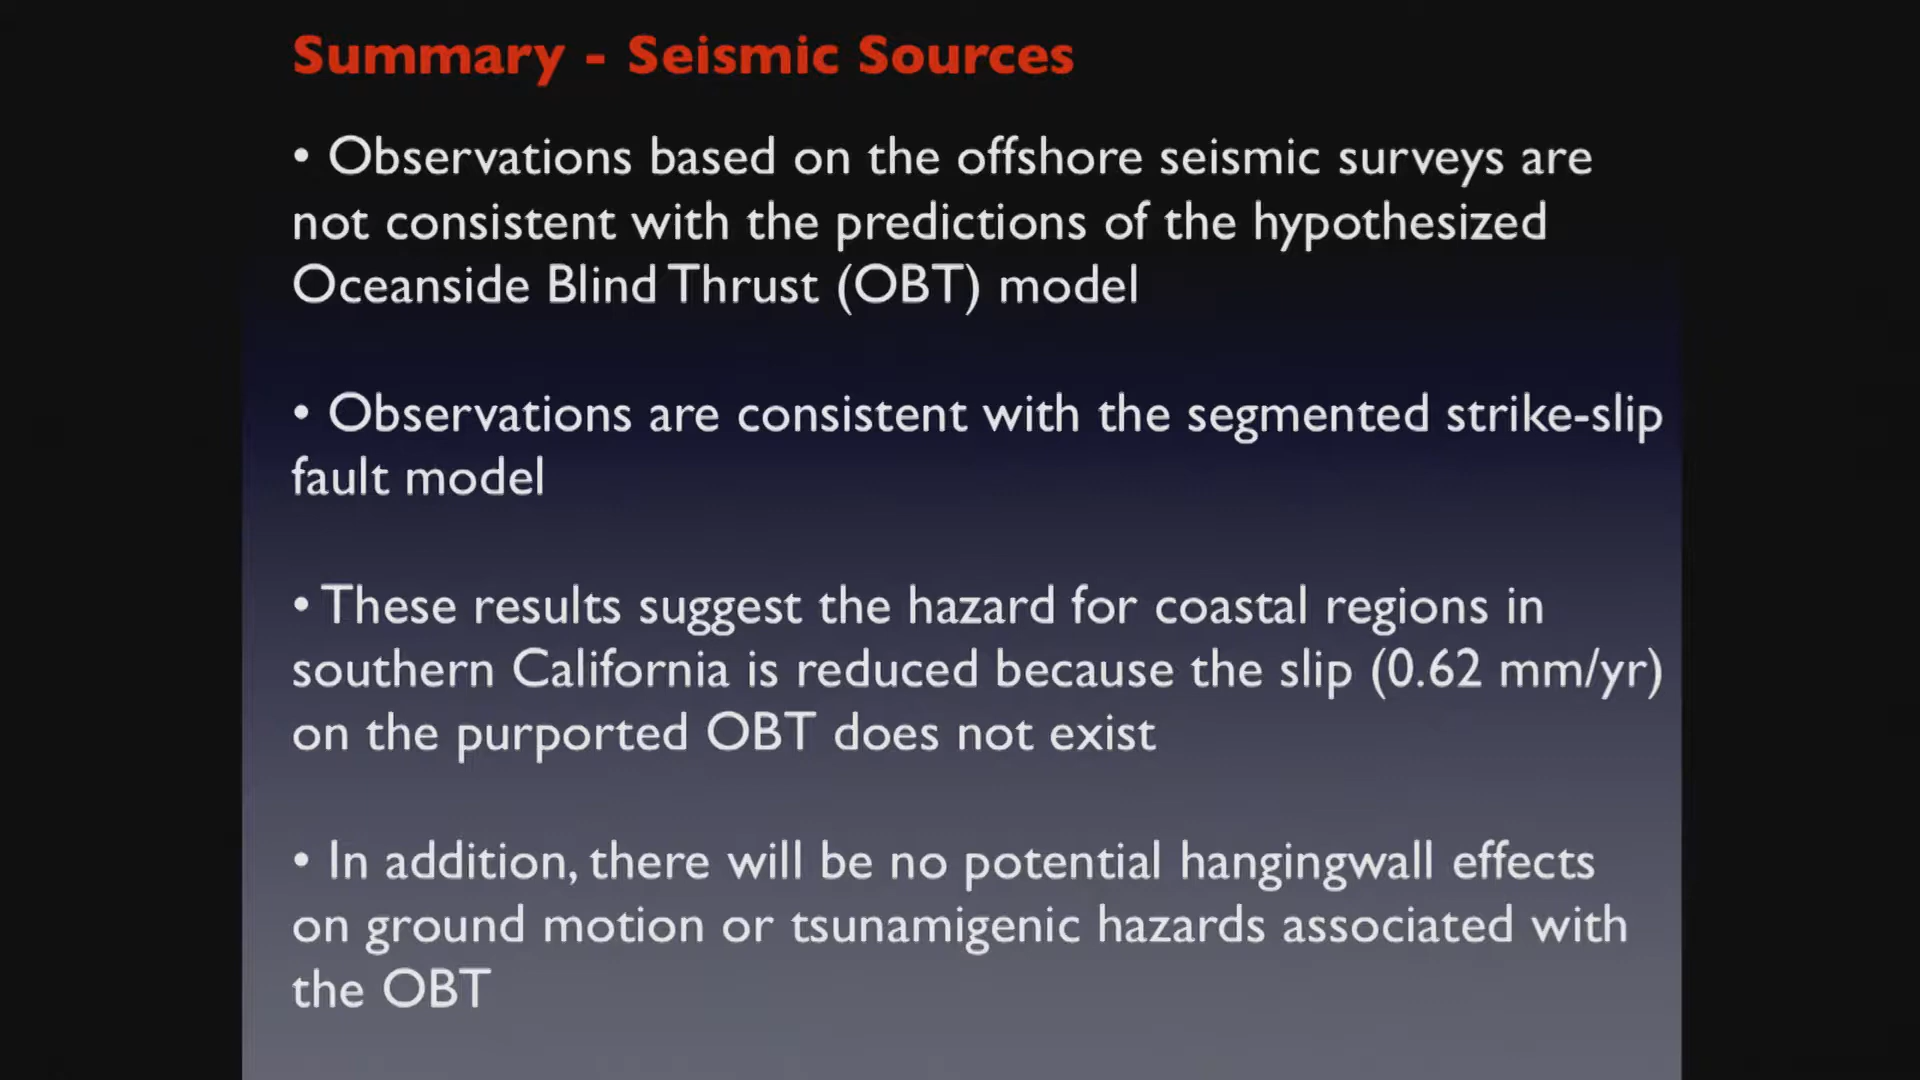 Summary - Seismic Sources
• Observations based on the offshore seismic surveys are
not consistent with the predictions of the hypothesized
Oceanside Blind Thrust (OBT) model
• Observations are consistent with the segmented strike-slip
fault model
• These results suggest the hazard for coastal regions in
southern California is reduced because the slip (0.62 mm/yr)
on the purported OBT does not exist
• In addition, there will be no potential hangingwall effects
on ground motion or tsunamigenic hazards associated with
the OBT